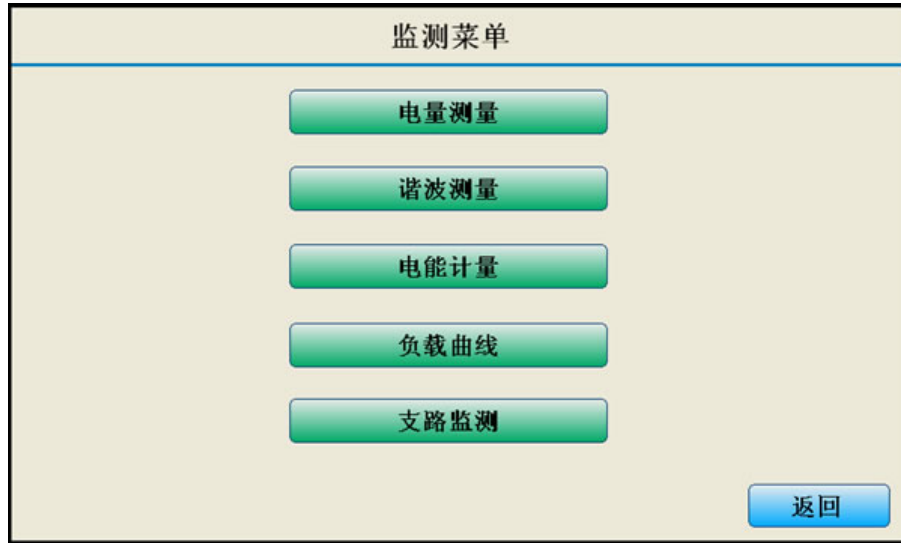 监测菜单
电量测量
谐波测量
电能计量
负载曲线
支路监测
返回